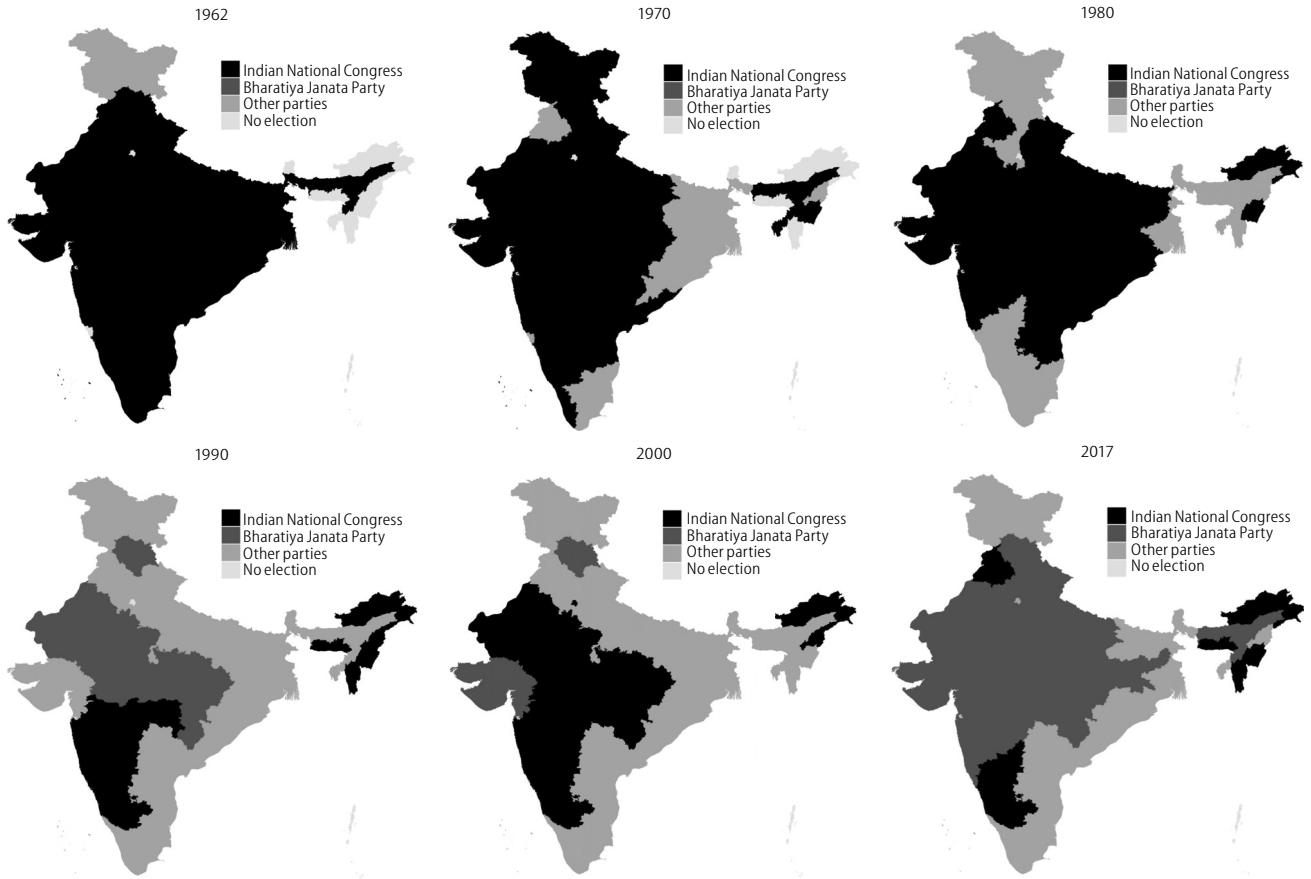 1962
Indian National Congress
Bharatiya Janata Party
Other parties
No election
1970
Indian National Congress
Bharatiya Janata Party
Other parties
No election
1980
Indian National Congress
Bharatiya Janata Party
Other parties
No election
1990
Indian National Congress
Bharatiya Janata Party
Other parties
No election
2000
Indian National Congress
Bharatiya Janata Party
Other parties
No election
2017
Indian National Congress
Bharatiya Janata Party
Other parties
No election